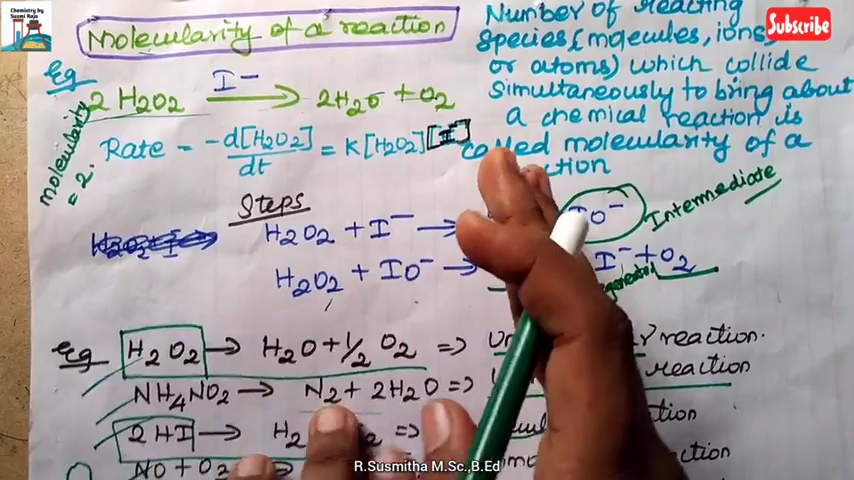 Chemistry by
Susmi Raju
Molecularity of a reaction
Number of reacting
species (molecules, ions,
or atoms) which collide
simultaneously to bring about
a chemical reaction is
called molecularity of a
Subscribe
Eg
2 H2O2 I⁻ → 2H2O + O2
molecularity
= 2.
Rate = -d[H2O2]/dt = K[H2O2][I⁻]
Steps
H2O2 + I⁻ → IO⁻ Intermediate
H2O2 + IO⁻ → I⁻ + O2
Eg H2O2 → H2O + 1/2 O2 => reaction.
NH4NO2 → N2 + 2H2O => reaction
2HI → H2 =>
NO + O2 →
R.Susmitha M.Sc.,B.Ed